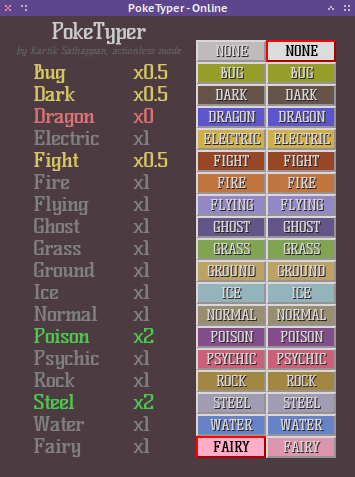 PokeTyper - Online
PokeTyper
by Kartik Sathappan, actionless mode
NONE NONE
Bug x0.5 BUG BUG
Dark x0.5 DARK DARK
Dragon x0 DRAGON DRAGON
Electric x1 ELECTRIC ELECTRIC
Fight x0.5 FIGHT FIGHT
Fire x1 FIRE FIRE
Flying x1 FLYING FLYING
Ghost x1 GHOST GHOST
Grass x1 GRASS GRASS
Ground x1 GROUND GROUND
Ice x1 ICE ICE
Normal x1 NORMAL NORMAL
Poison x2 POISON POISON
Psychic x1 PSYCHIC PSYCHIC
Rock x1 ROCK ROCK
Steel x2 STEEL STEEL
Water x1 WATER WATER
Fairy x1 FAIRY FAIRY